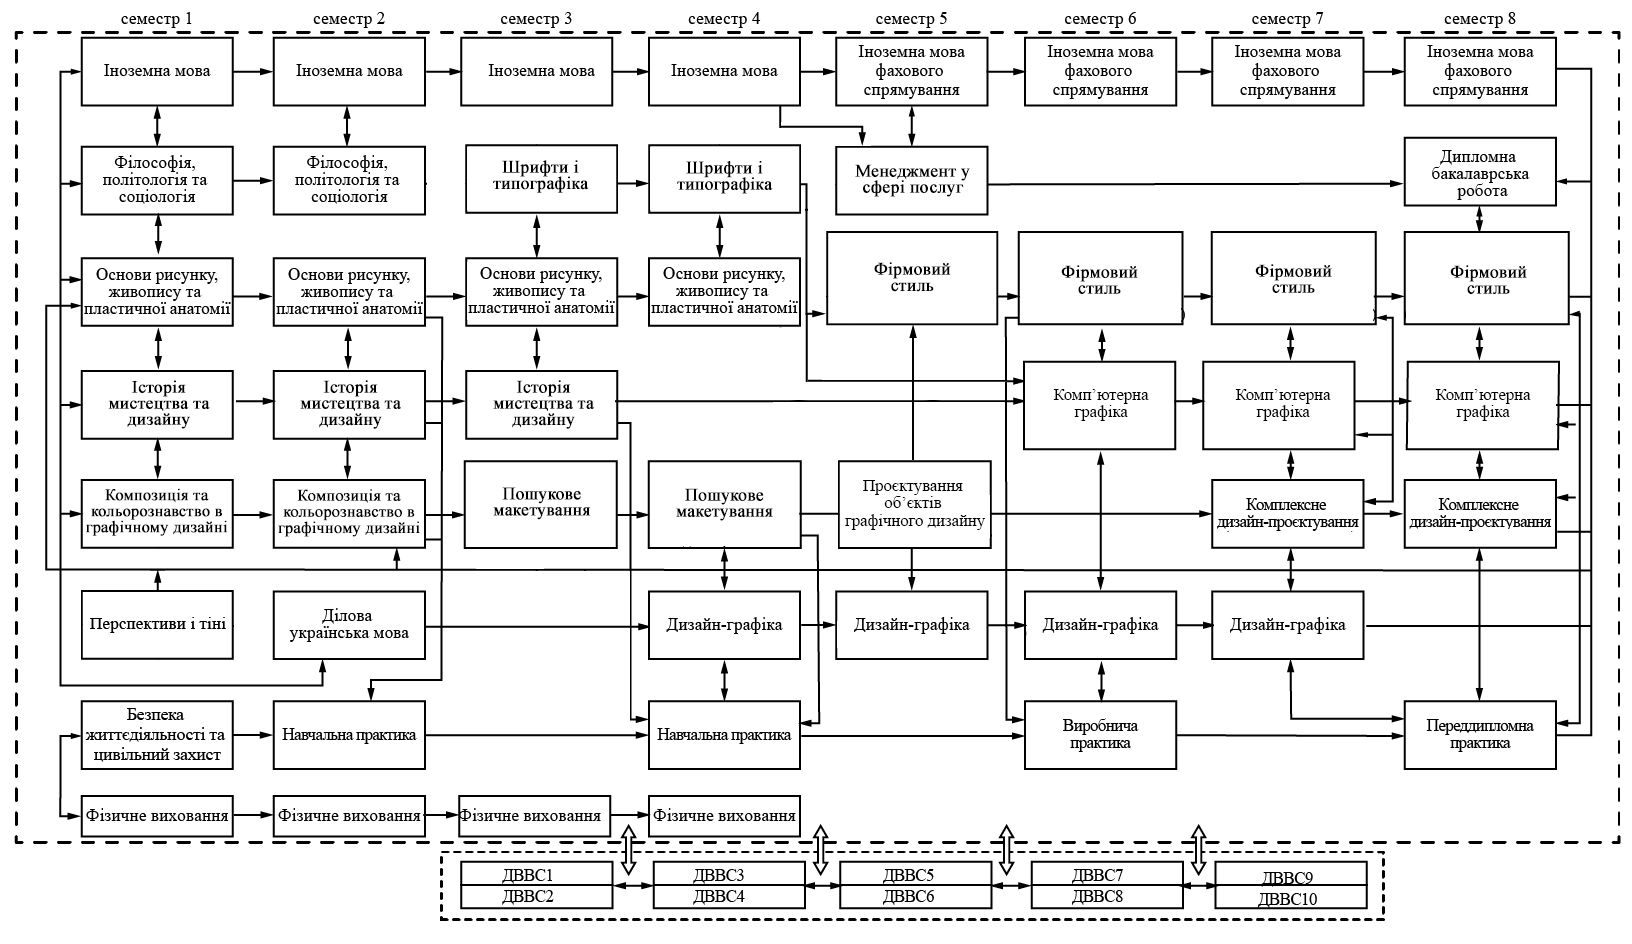 семестр 1
семестр 2
семестр 3
семестр 4
семестр 5
семестр 6
семестр 7
семестр 8
Іноземна мова
Іноземна мова
Іноземна мова
Іноземна мова
Іноземна мова
фахового
спрямування
Іноземна мова
фахового
спрямування
Іноземна мова
фахового
спрямування
Іноземна мова
фахового
спрямування
Філософія,
політологія та
соціологія
Філософія,
політологія та
соціологія
Шрифти і
типографіка
Шрифти і
типографіка
Менеджмент у
сфері послуг
Дипломна
бакалаврська
робота
Основи рисунку,
живопису та
пластичної анатомії
Основи рисунку,
живопису та
пластичної анатомії
Основи рисунку,
живопису та
пластичної анатомії
Основи рисунку,
живопису та
пластичної анатомії
Фірмовий
стиль
Фірмовий
стиль
)
Фірмовий
стиль
)
Фірмовий
стиль
Історія
мистецтва та
дизайну
Історія
мистецтва та
дизайну
Історія
мистецтва та
дизайну
Комп’ютерна
графіка
Комп’ютерна
графіка
Комп’ютерна
графіка
Композиція та
кольорознавство в
графічному дизайні
Композиція та
кольорознавство в
графічному дизайні
Пошукове
макетування
Пошукове
макетування
Проєктування
об’єктів
графічного дизайну
Комплексне
дизайн-проєктування
Комплексне
дизайн-проєктування
Перспективи і тіні
Ділова
українська мова
Дизайн-графіка
Дизайн-графіка
Дизайн-графіка
Дизайн-графіка
Безпека
життєдіяльності та
цивільний захист
Навчальна практика
Навчальна практика
Виробнича
практика
Переддипломна
практика
Фізичне виховання
Фізичне виховання
Фізичне виховання
Фізичне виховання
ДВВС1
ДВВС2
ДВВС3
ДВВС4
ДВВС5
ДВВС6
ДВВС7
ДВВС8
ДВВС9
ДВВС10